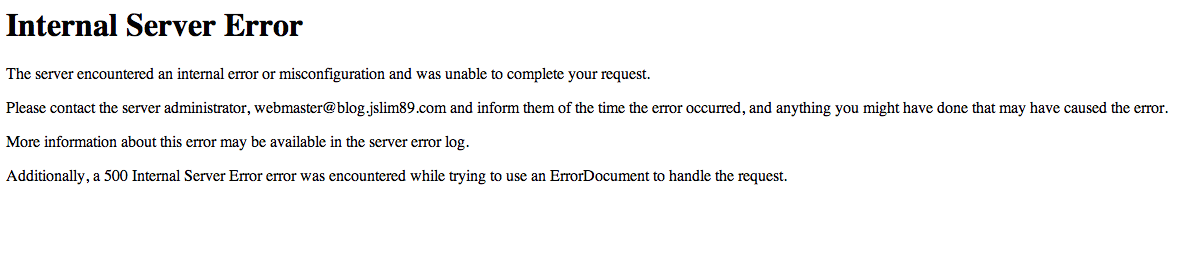 Internal Server Error
The server encountered an internal error or misconfiguration and was unable to complete your request.
Please contact the server administrator, webmaster@blog.jslim89.com and inform them of the time the error occurred, and anything you might have done that may have caused the error.
More information about this error may be available in the server error log.
Additionally, a 500 Internal Server Error error was encountered while trying to use an ErrorDocument to handle the request.